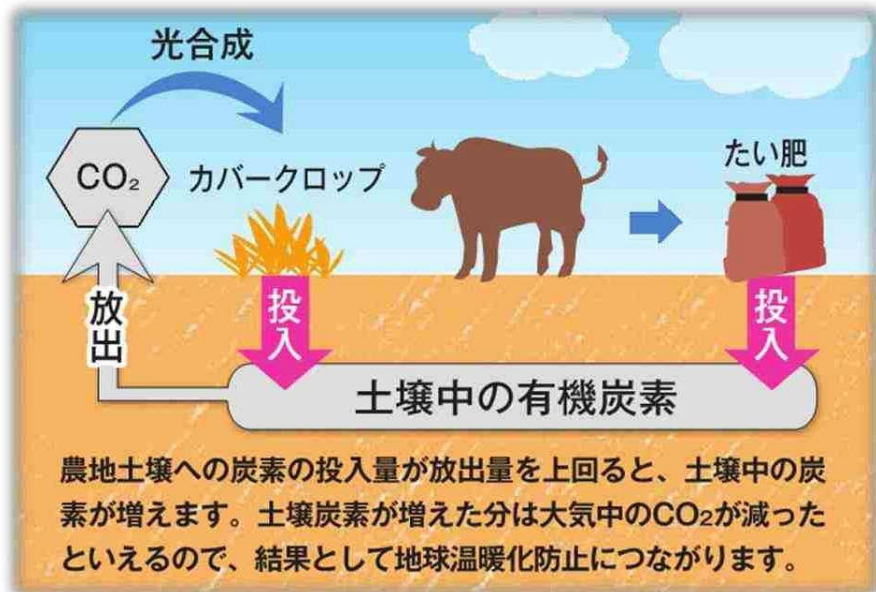 光合成
CO₂
カバークロップ
たい肥
放出
投入
投入
土壌中の有機炭素
農地土壌への炭素の投入量が放出量を上回ると、土壌中の炭
素が増えます。土壌炭素が増えた分は大気中のCO₂が減った
といえるので、結果として地球温暖化防止につながります。